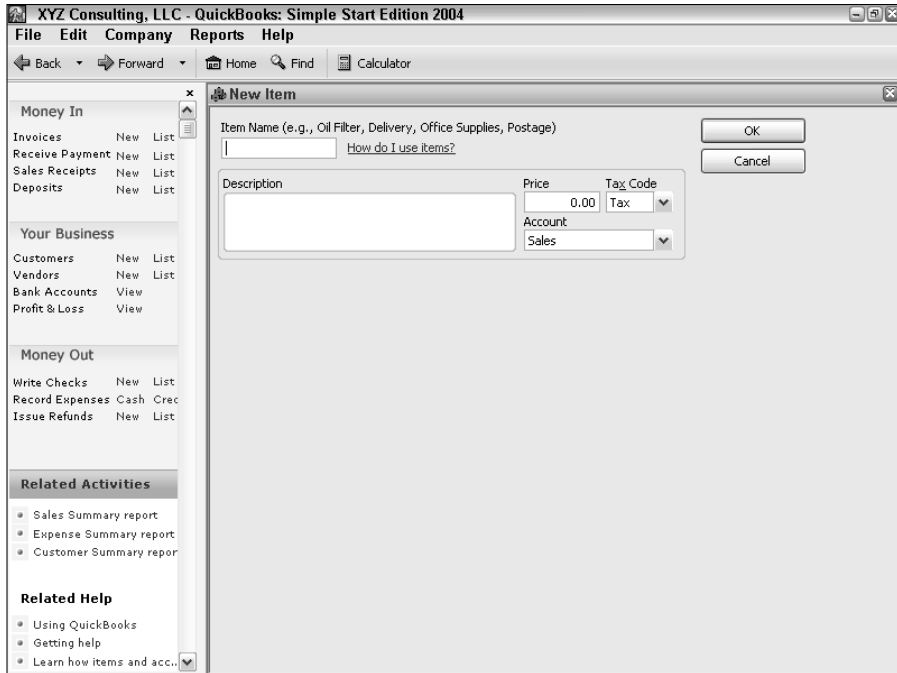 XYZ Consulting, LLC - QuickBooks: Simple Start Edition 2004
File Edit Company Reports Help
Back Forward Home Find Calculator
Money In
Invoices New List
Receive Payment New List
Sales Receipts New List
Deposits New List
Your Business
Customers New List
Vendors New List
Bank Accounts View
Profit & Loss View
Money Out
Write Checks New List
Record Expenses Cash Crec
Issue Refunds New List
Related Activities
Sales Summary report
Expense Summary report
Customer Summary repor
Related Help
Using QuickBooks
Getting help
Learn how items and acc..
New Item
Item Name (e.g., Oil Filter, Delivery, Office Supplies, Postage)
How do I use items?
Description
Price Tax Code
0.00 Tax
Account
Sales
OK
Cancel